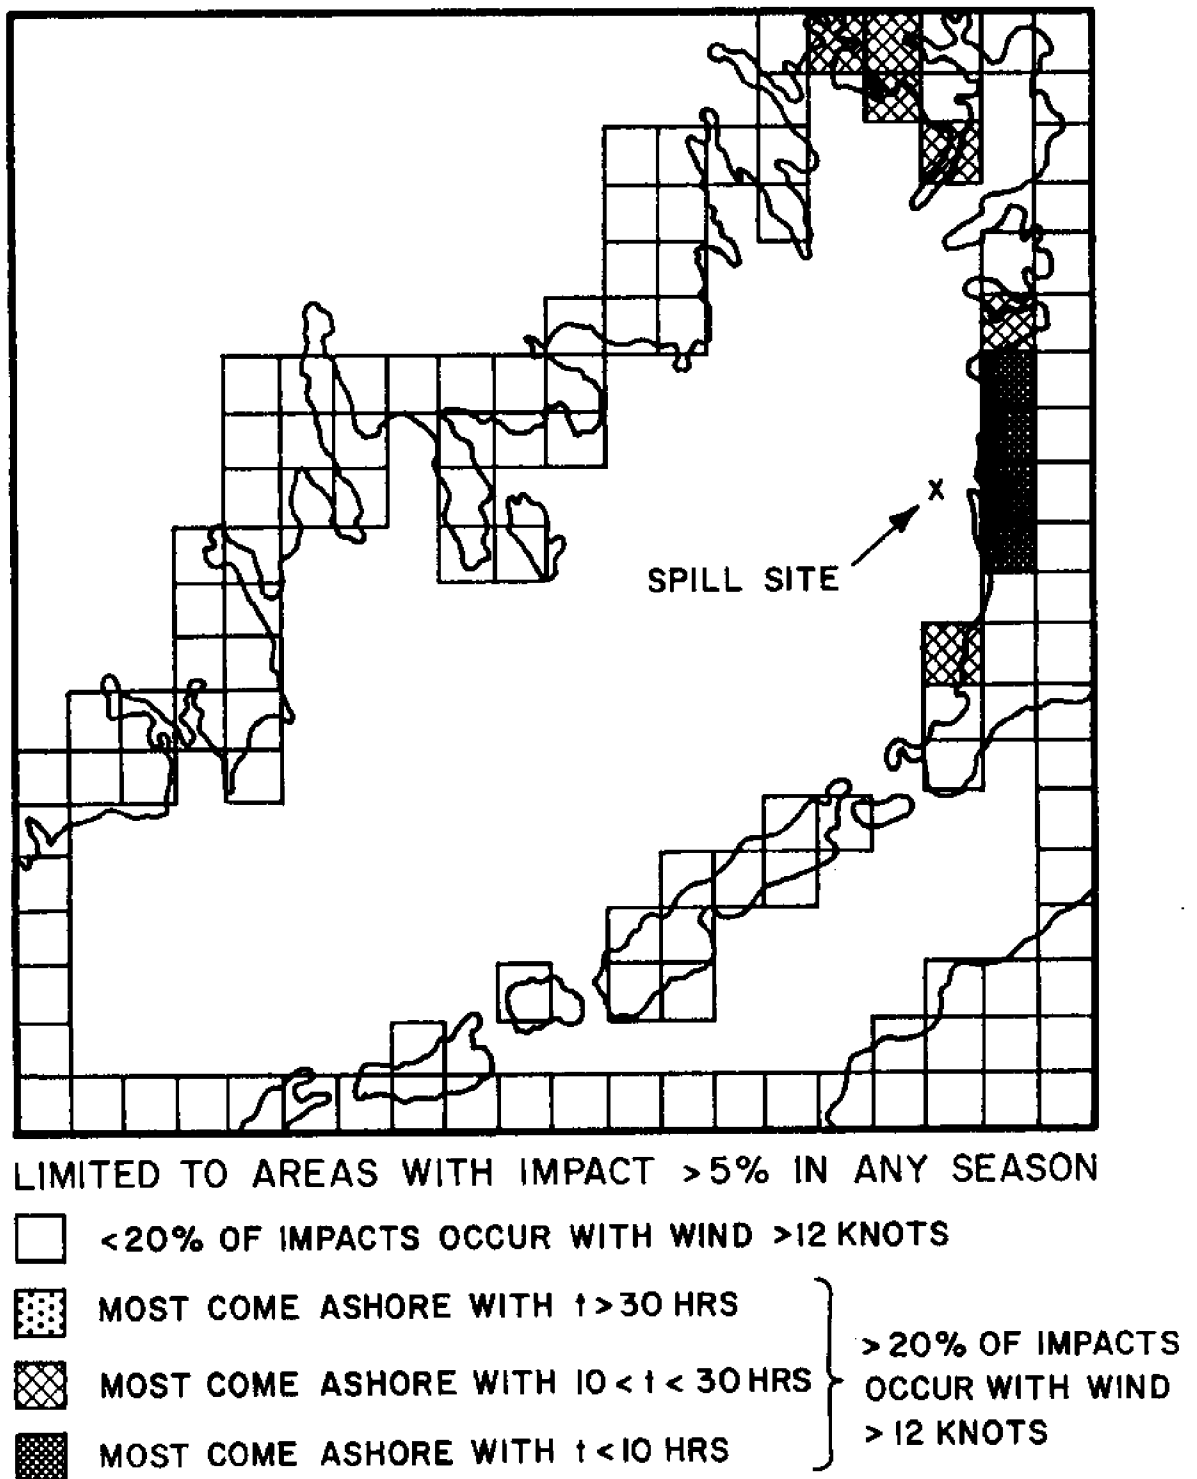 X
SPILL SITE
LIMITED TO AREAS WITH IMPACT >5% IN ANY SEASON
<20% OF IMPACTS OCCUR WITH WIND >12 KNOTS
MOST COME ASHORE WITH t>30 HRS
MOST COME ASHORE WITH 10<t<30 HRS
MOST COME ASHORE WITH t<10 HRS
>20% OF IMPACTS
OCCUR WITH WIND
>12 KNOTS